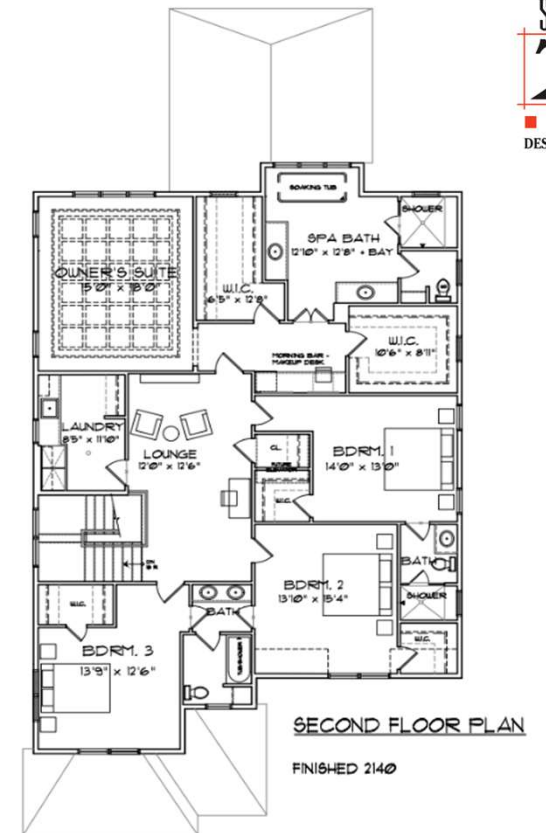 DES
SOAKING TUB
SHOWER
SPA BATH
12'10" x 12'8" + BAY
OWNER'S SUITE
15'0" x 18'0"
W.I.C.
6'5" x 12'8"
W.I.C.
10'6" x 8'11"
MORNING BAR -
MAKEUP DESK
LAUNDRY
8'5" x 11'10"
LOUNGE
12'0" x 12'6"
CL.
BDRM. 1
14'0" x 13'0"
W.I.C.
BATH
SHOWER
BDRM. 2
13'10" x 15'4"
W.I.C.
DN
W.I.C.
BATH
BDRM. 3
13'9" x 12'6"
TUB/SHOWER
SECOND FLOOR PLAN
FINISHED 2140